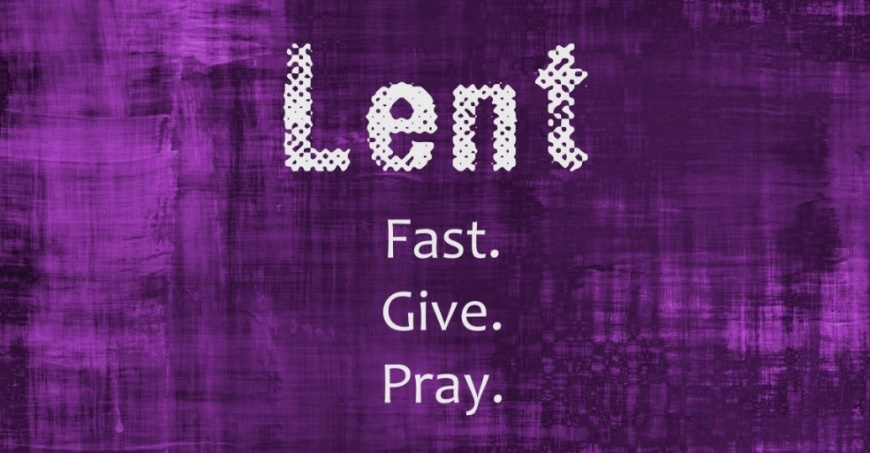 Lent
Fast.
Give.
Pray.